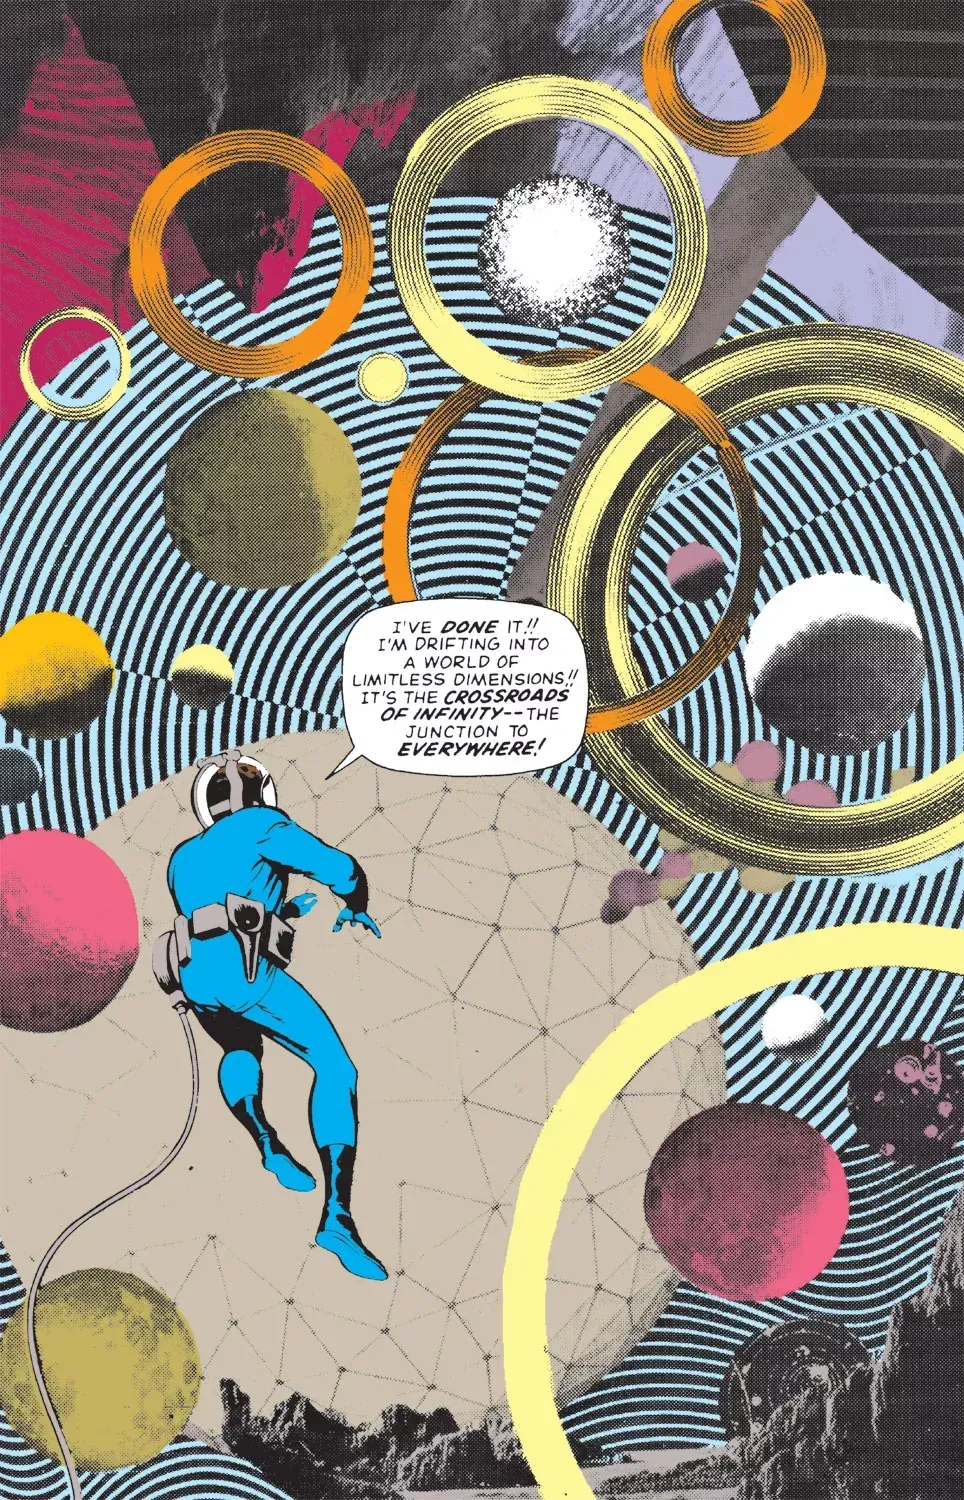 I'VE DONE IT!!
I'M DRIFTING INTO
A WORLD OF
LIMITLESS DIMENSIONS!!
IT'S THE CROSSROADS
OF INFINITY--THE
JUNCTION TO
EVERYWHERE!